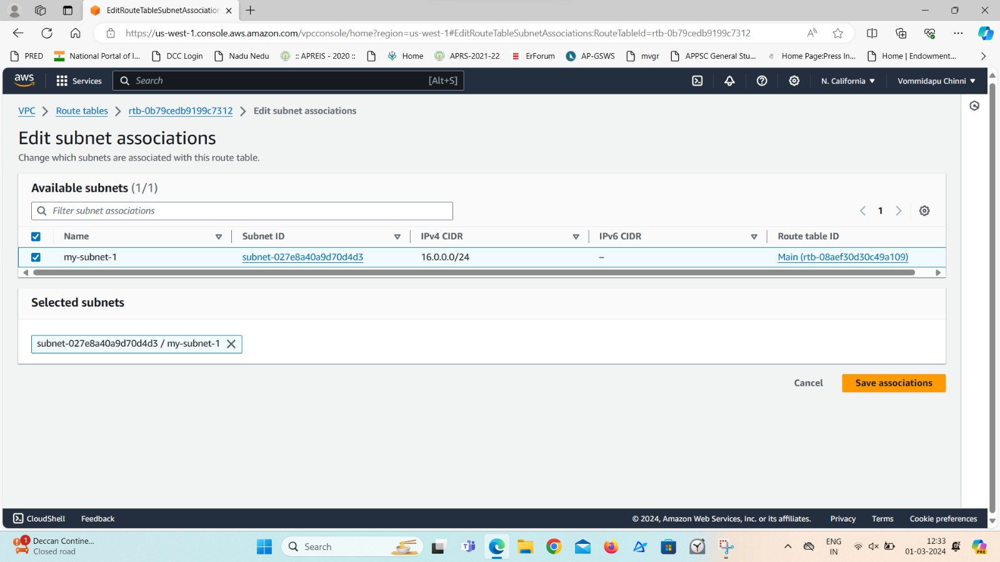 EditRouteTableSubnetAssociation
https://us-west-1.console.aws.amazon.com/vpcconsole/home?region=us-west-1#EditRouteTableSubnetAssociations:RouteTableId=rtb-0b79cedb9199c7312
PRED National Portal of I... DCC Login Nadu Nedu :: APREIS - 2020 :: Home APRS-2021-22 ErForum AP-GSWS mvgr APPSC General Stu... Home Page:Press In... Home | Endowment...
aws Services Search [Alt+S] N. California Vommidapu Chinni
VPC Route tables rtb-0b79cedb9199c7312 Edit subnet associations
Edit subnet associations
Change which subnets are associated with this route table.
Available subnets (1/1)
Filter subnet associations 1
Name Subnet ID IPv4 CIDR IPv6 CIDR Route table ID
my-subnet-1 subnet-027e8a40a9d70d4d3 16.0.0.0/24 – Main (rtb-08aef30d30c49a109)
Selected subnets
subnet-027e8a40a9d70d4d3 / my-subnet-1
Cancel Save associations
CloudShell Feedback © 2024, Amazon Web Services, Inc. or its affiliates. Privacy Terms Cookie preferences
1 Deccan Contine...
Closed road
Search
ENG
IN
12:33
01-03-2024
PRE